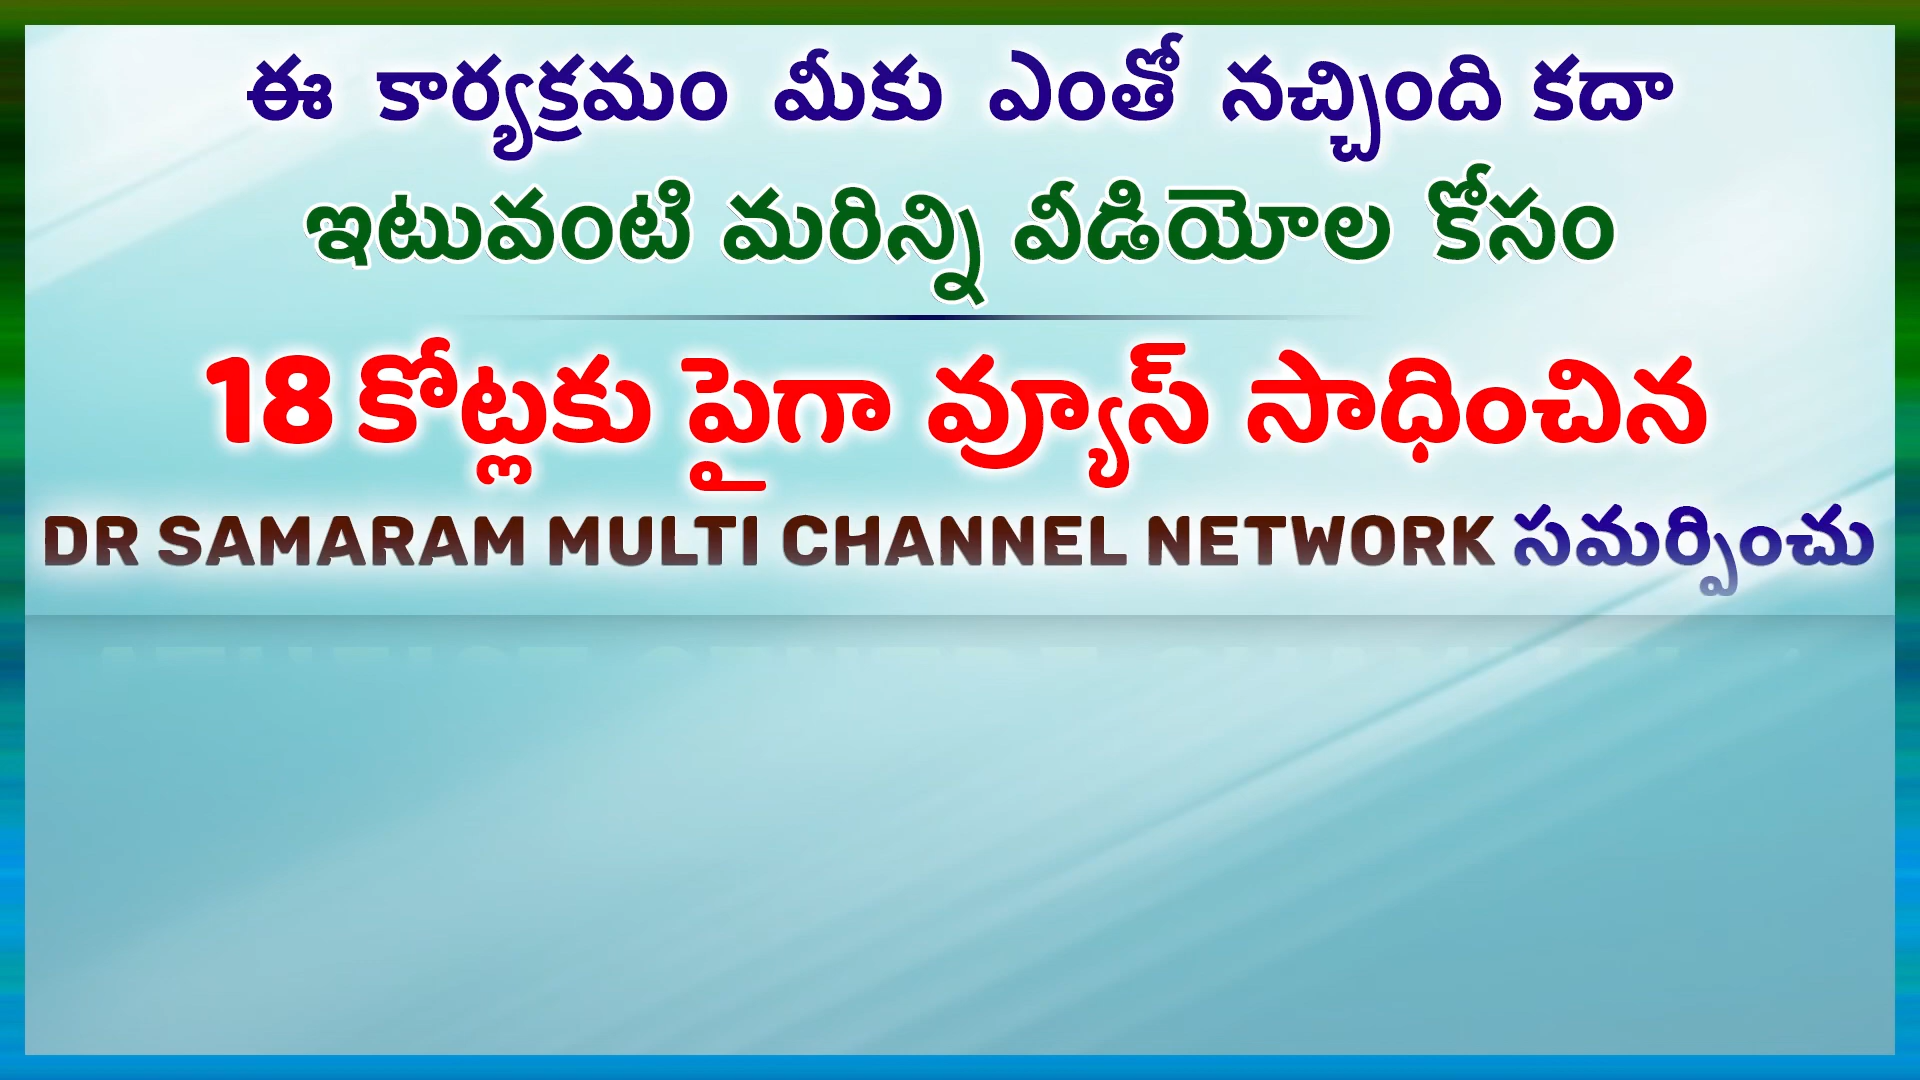 ఈ కార్యక్రమం మీకు ఎంతో నచ్చింది కదా
ఇటువంటి మరిన్ని వీడియోల కోసం
18 కోట్లకు పైగా వ్యూస్ సాధించిన
DR SAMARAM MULTI CHANNEL NETWORK సమర్పించు